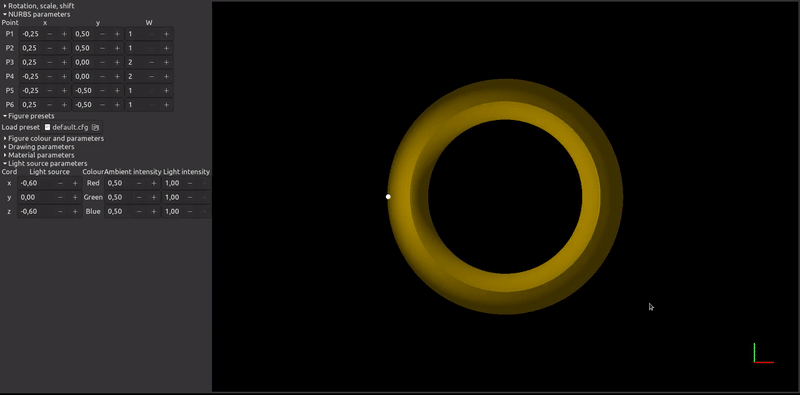 Rotation, scale, shift
NURBS parameters
Point x y W
P1 -0,25 − + 0,50 − + 1 − +
P2 0,25 − + 0,50 − + 1 − +
P3 0,25 − + 0,00 − + 2 − +
P4 -0,25 − + 0,00 − + 2 − +
P5 -0,25 − + -0,50 − + 1 − +
P6 0,25 − + -0,50 − + 1 − +
Figure presets
Load preset default.cfg
Figure colour and parameters
Drawing parameters
Material parameters
Light source parameters
Cord Light source Colour Ambient intensity Light intensity
x -0,60 − + Red 0,50 − + 1,00 − +
y 0,00 − + Green 0,50 − + 1,00 − +
z -0,60 − + Blue 0,50 − + 1,00 − +